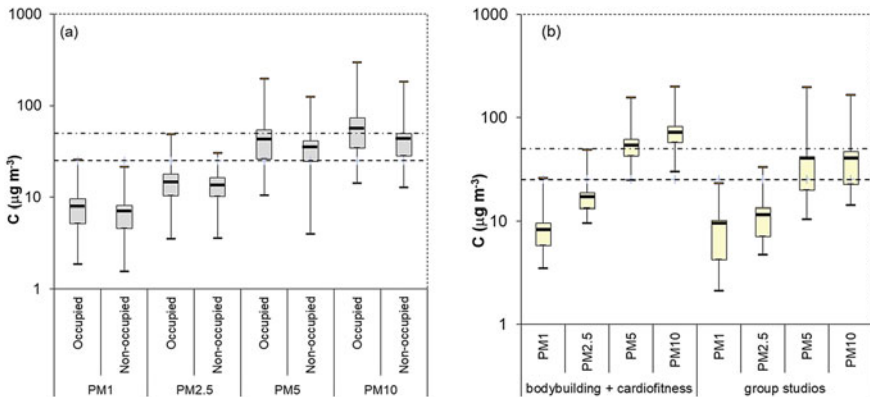 (a)
1000
100
10
1
C (µg m-3)
Occupied
Non-occupied
Occupied
Non-occupied
Occupied
Non-occupied
Occupied
Non-occupied
PM1
PM2.5
PM5
PM10
(b)
1000
100
10
1
C (µg m-3)
PM1
PM2.5
PM5
PM10
PM1
PM2.5
PM5
PM10
bodybuilding + cardiofitness
group studios